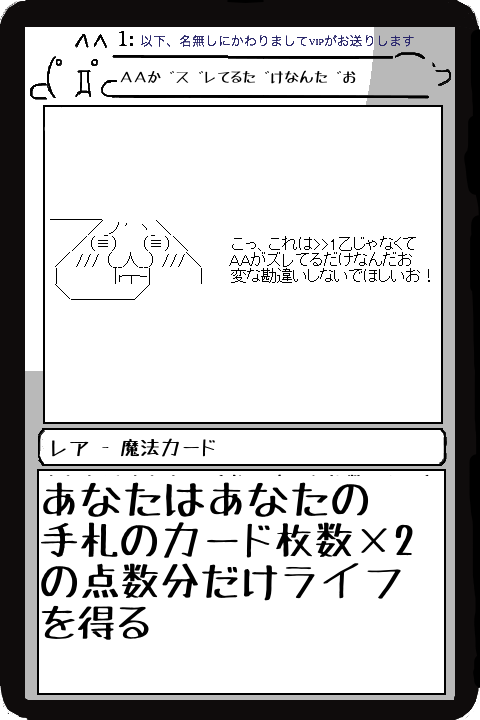 1: 以下、名無しにかわりましてVIPがお送りします
AAか゛ズ゛レてるた゛けなんた゛お
こっ、これは>>1乙じゃなくて
AAがズレてるだけなんだお
変な勘違いしないでほしいお!
レア - 魔法カード
あなたはあなたの
手札のカード枚数×2
の点数分だけライフ
を得る